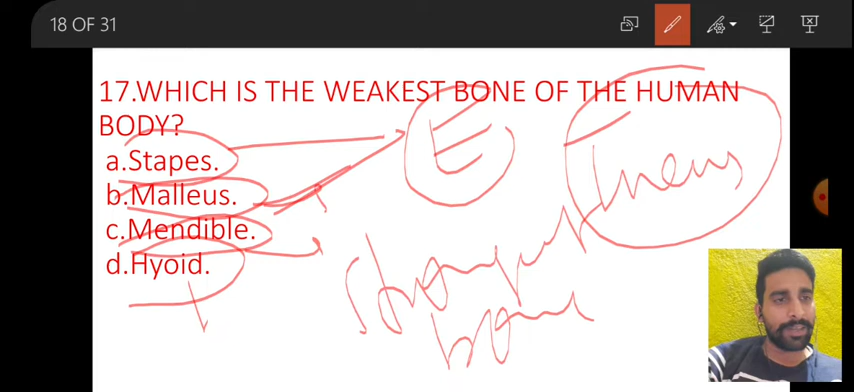 18 OF 31
17.WHICH IS THE WEAKEST BONE OF THE HUMAN
BODY?
a.Stapes.
b.Malleus.
c.Mendible.
d.Hyoid.
E
Incus
Strongest
bone